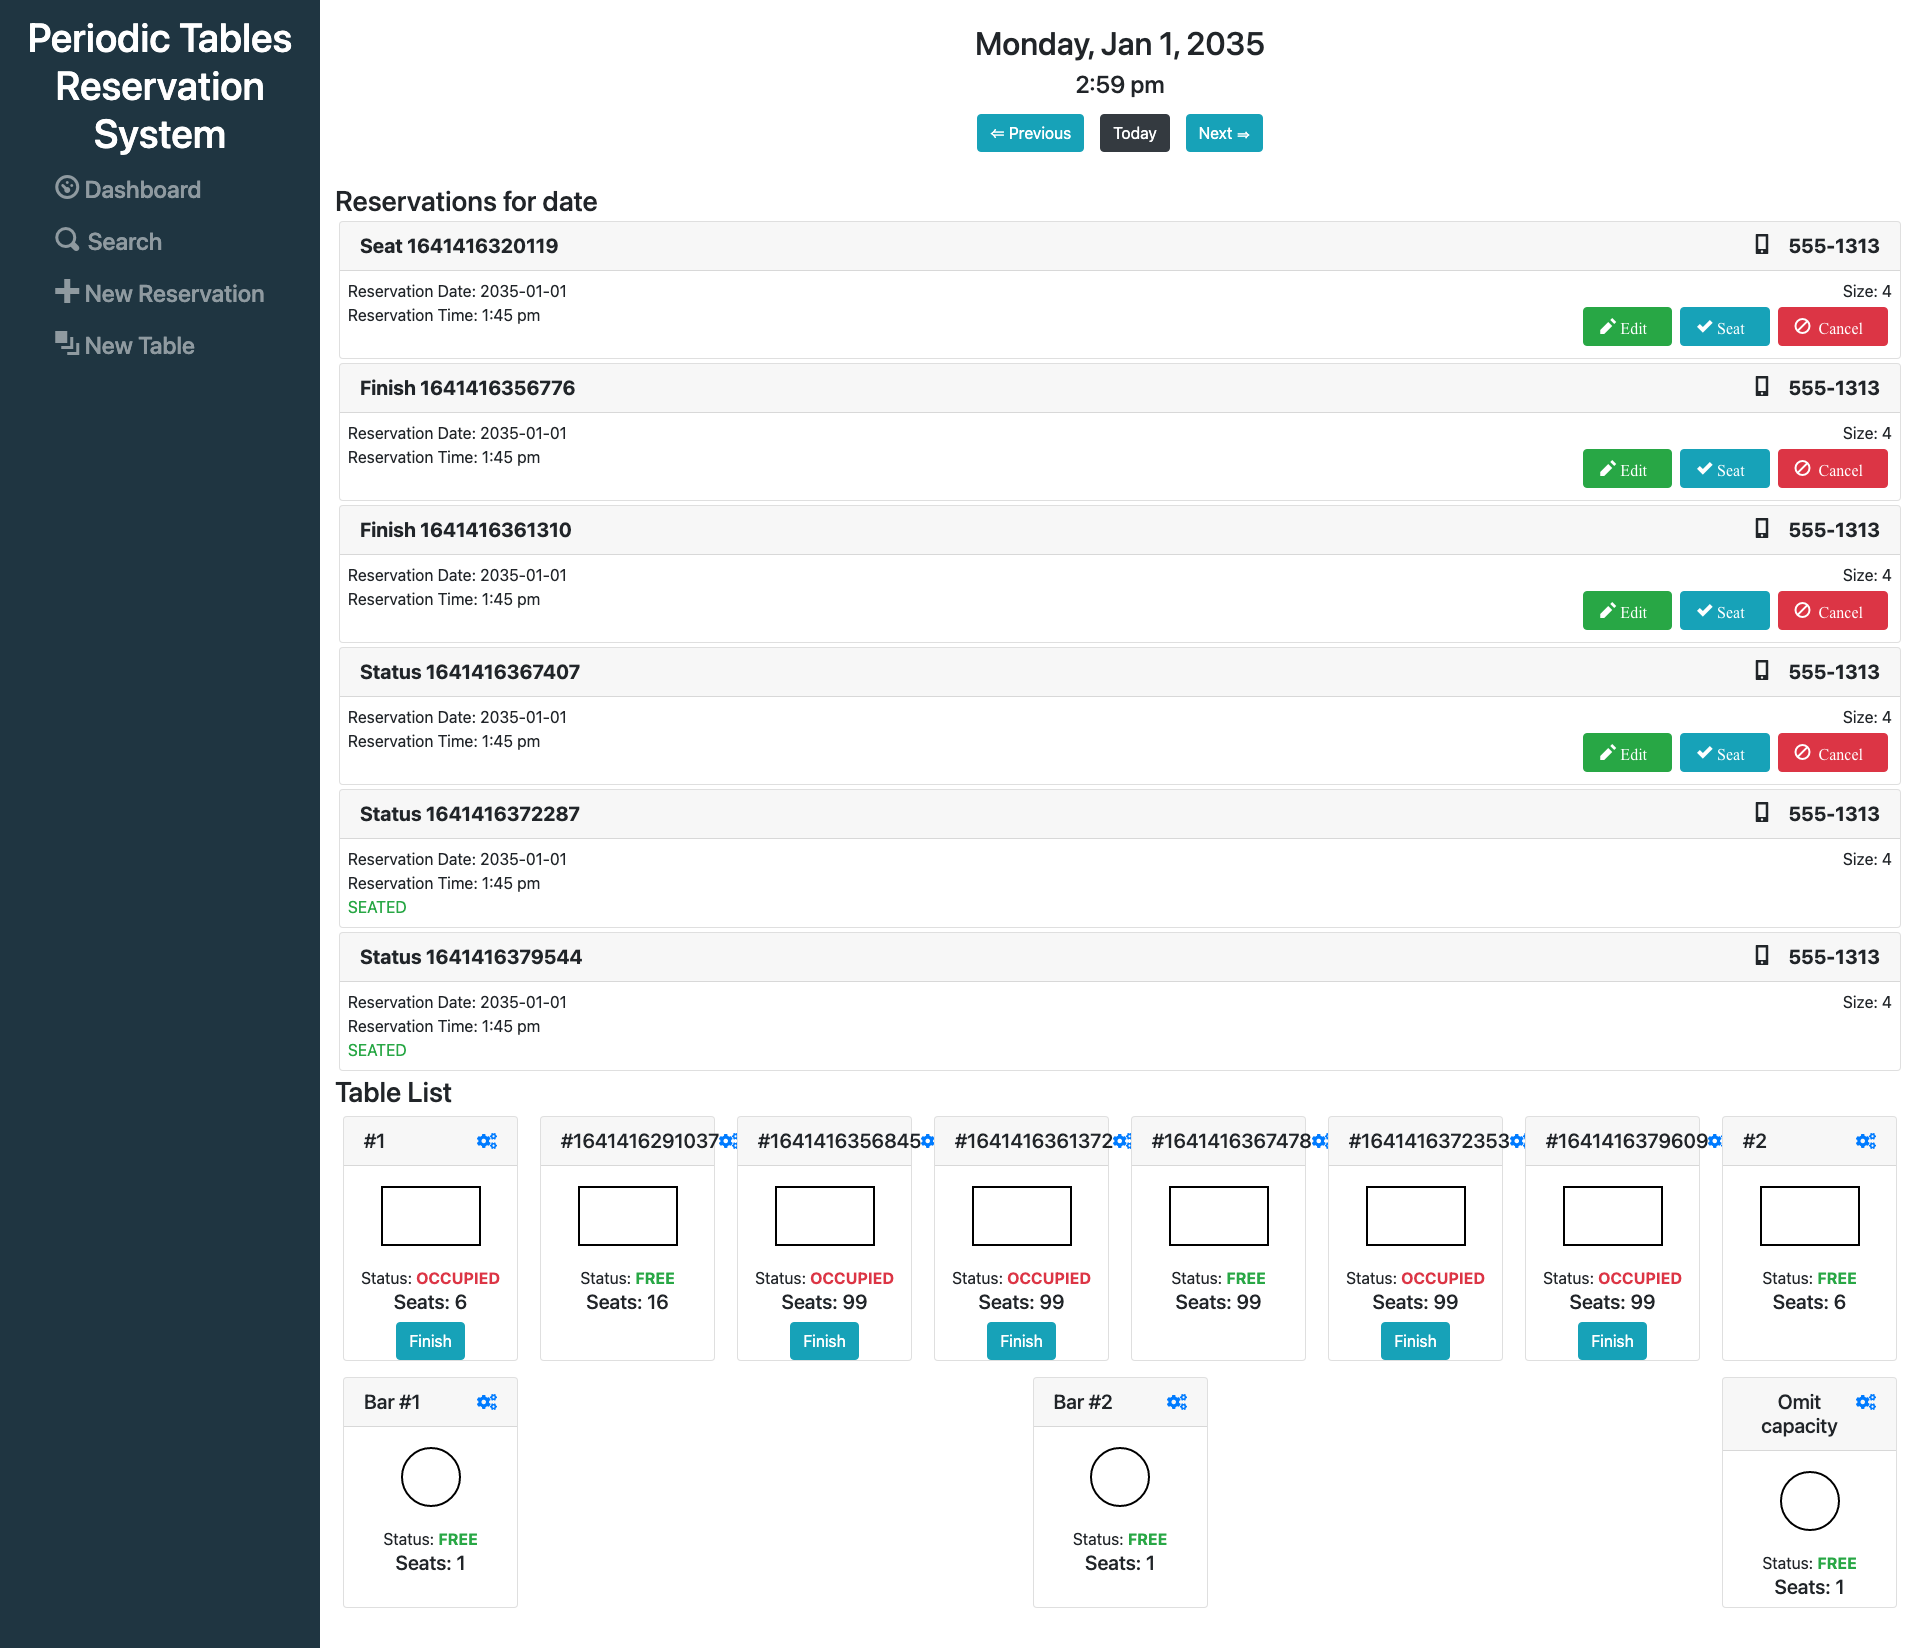 Periodic Tables
Reservation
System
Dashboard
Search
New Reservation
New Table
Monday, Jan 1, 2035
2:59 pm
⇐ Previous Today Next ⇒
Reservations for date
Seat 1641416320119 555-1313
Reservation Date: 2035-01-01 Size: 4
Reservation Time: 1:45 pm
Edit Seat Cancel
Finish 1641416356776 555-1313
Reservation Date: 2035-01-01 Size: 4
Reservation Time: 1:45 pm
Edit Seat Cancel
Finish 1641416361310 555-1313
Reservation Date: 2035-01-01 Size: 4
Reservation Time: 1:45 pm
Edit Seat Cancel
Status 1641416367407 555-1313
Reservation Date: 2035-01-01 Size: 4
Reservation Time: 1:45 pm
Edit Seat Cancel
Status 1641416372287 555-1313
Reservation Date: 2035-01-01 Size: 4
Reservation Time: 1:45 pm
SEATED
Status 1641416379544 555-1313
Reservation Date: 2035-01-01 Size: 4
Reservation Time: 1:45 pm
SEATED
Table List
#1 #1641416291037 #1641416356845 #1641416361372 #1641416367478 #1641416372353 #1641416379609 #2
Status: OCCUPIED Status: FREE Status: OCCUPIED Status: OCCUPIED Status: FREE Status: OCCUPIED Status: OCCUPIED Status: FREE
Seats: 6 Seats: 16 Seats: 99 Seats: 99 Seats: 99 Seats: 99 Seats: 99 Seats: 6
Finish Finish Finish Finish Finish
Bar #1 Bar #2 Omit
capacity
Status: FREE Status: FREE Status: FREE
Seats: 1 Seats: 1 Seats: 1